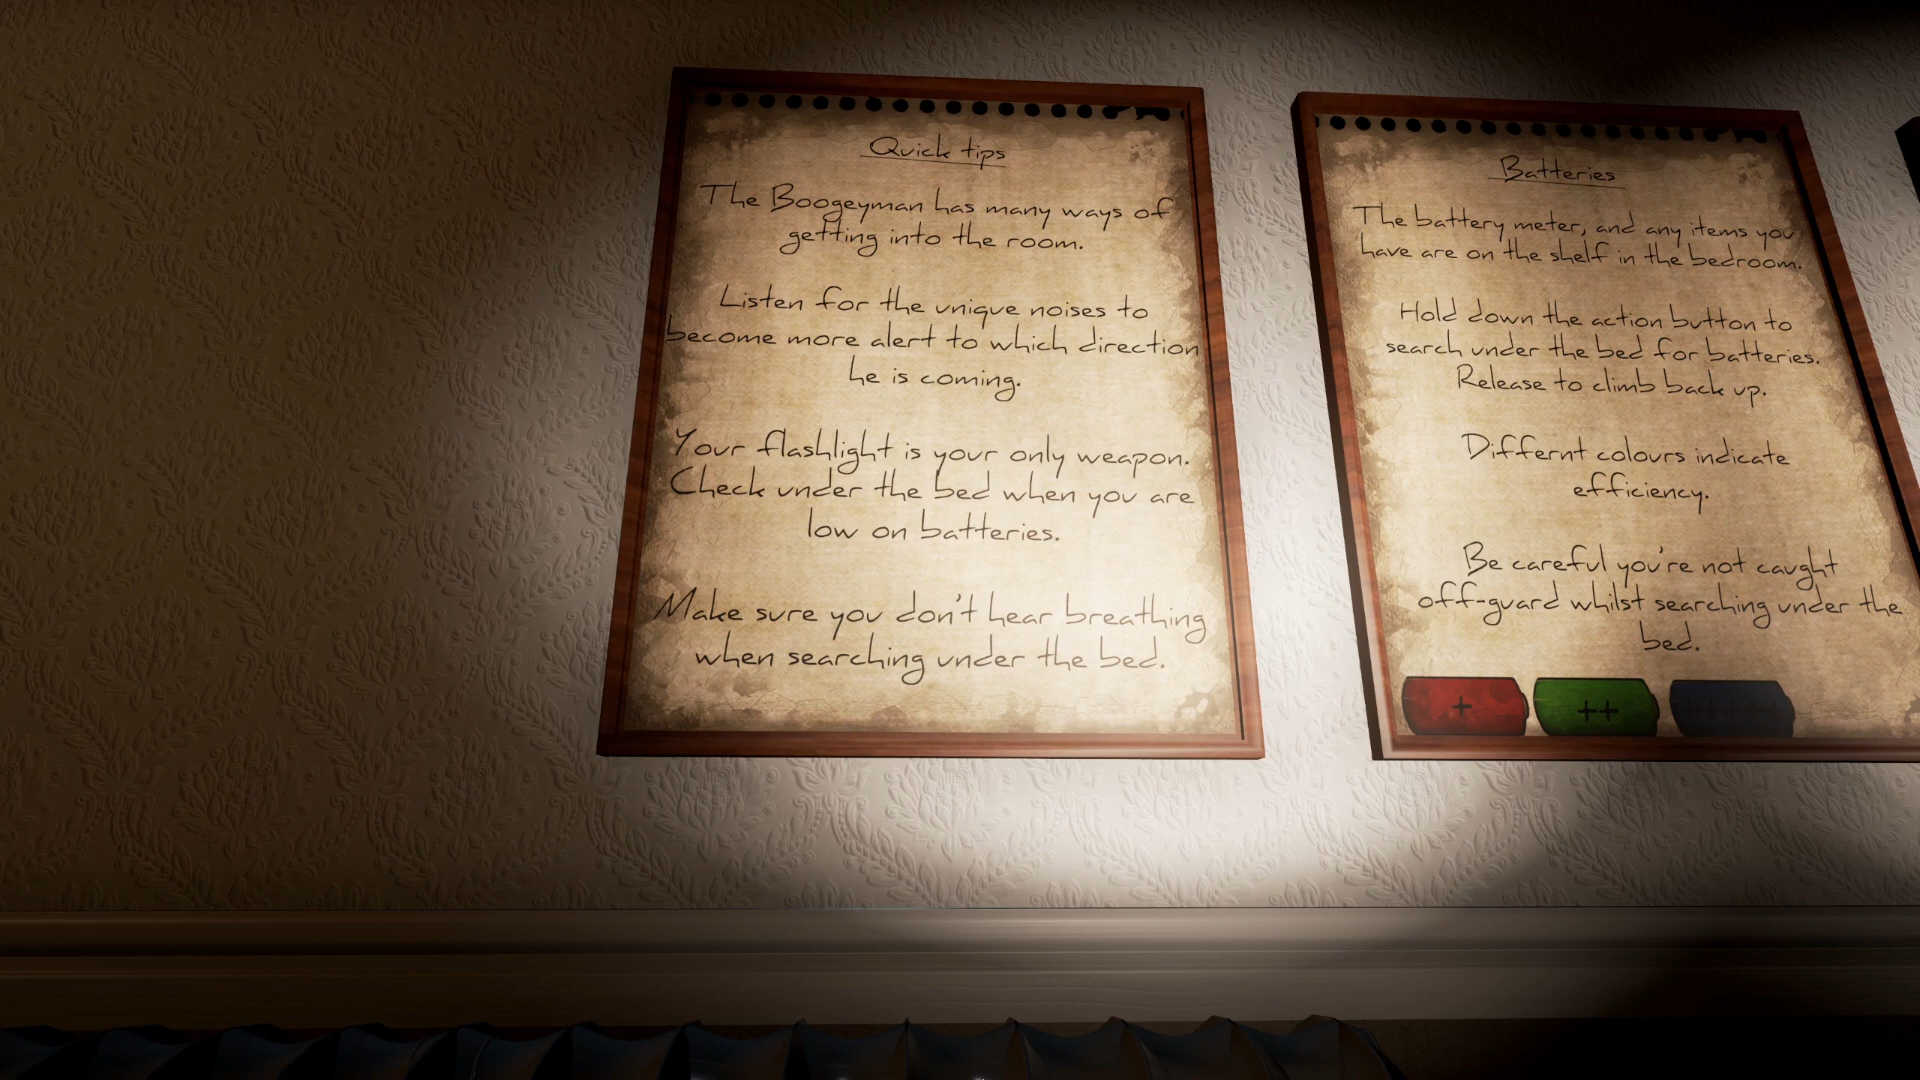 Quick tips
The Boogeyman has many ways of
getting into the room.
Listen for the unique noises to
become more alert to which direction
he is coming.
Your flashlight is your only weapon.
Check under the bed when you are
low on batteries.
Make sure you don't hear breathing
when searching under the bed.
Batteries
The battery meter, and any items you
have are on the shelf in the bedroom.
Hold down the action button to
search under the bed for batteries.
Release to climb back up.
Differnt colours indicate
efficiency.
Be careful you're not caught
off-guard whilst searching under the
bed.
+ ++